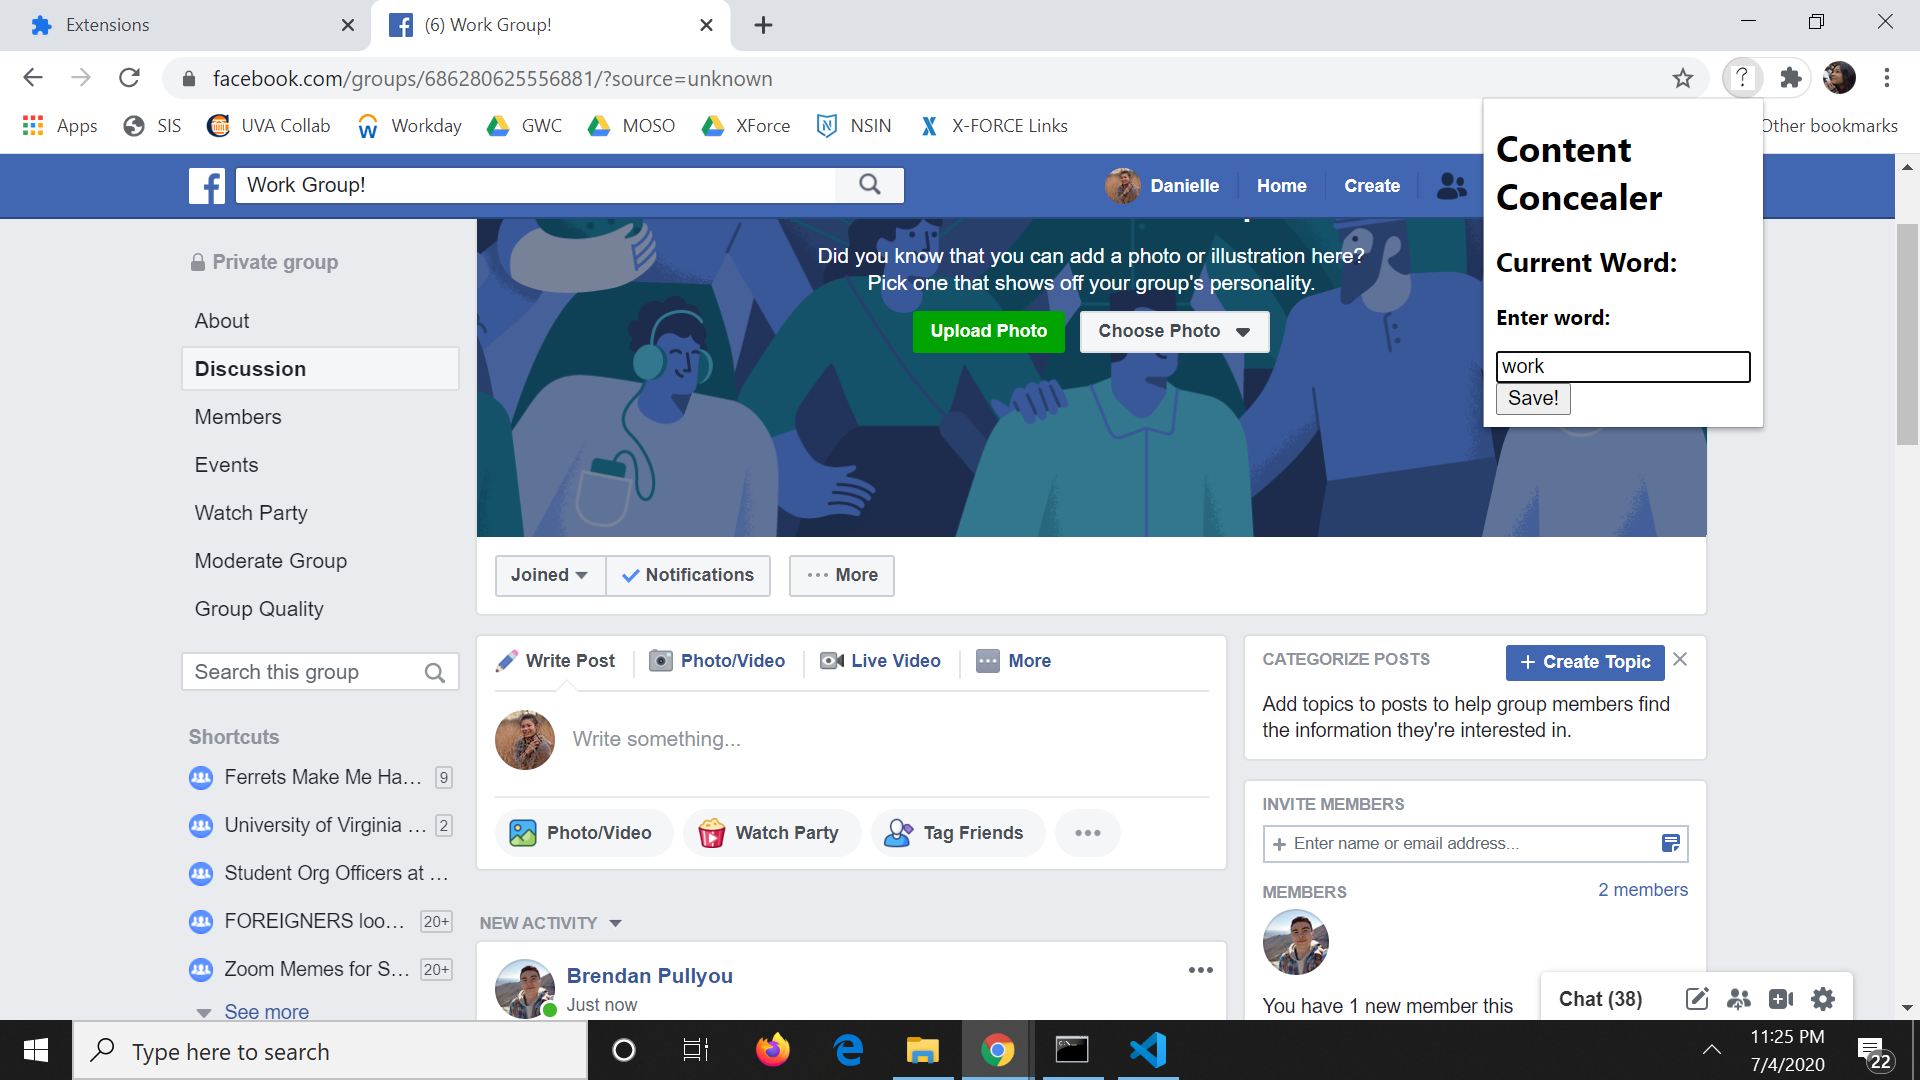 Extensions
(6) Work Group!
facebook.com/groups/686280625556881/?source=unknown
?
Apps
SIS
UVA Collab
Workday
GWC
MOSO
XForce
NSIN
X-FORCE Links
Other bookmarks
Work Group!
Danielle
Home
Create
Content
Concealer
Current Word:
Enter word:
work
Save!
Private group
About
Discussion
Members
Events
Watch Party
Moderate Group
Group Quality
Search this group
Shortcuts
Ferrets Make Me Ha... 9
University of Virginia ... 2
Student Org Officers at ...
FOREIGNERS loo... 20+
Zoom Memes for S... 20+
See more
Did you know that you can add a photo or illustration here?
Pick one that shows off your group's personality.
Upload Photo
Choose Photo
Joined
Notifications
More
Write Post
Photo/Video
Live Video
More
Write something...
Photo/Video
Watch Party
Tag Friends
NEW ACTIVITY
Brendan Pullyou
Just now
CATEGORIZE POSTS
+ Create Topic
Add topics to posts to help group members find
the information they're interested in.
INVITE MEMBERS
+ Enter name or email address...
MEMBERS
2 members
You have 1 new member this
Chat (38)
Type here to search
11:25 PM
7/4/2020
22